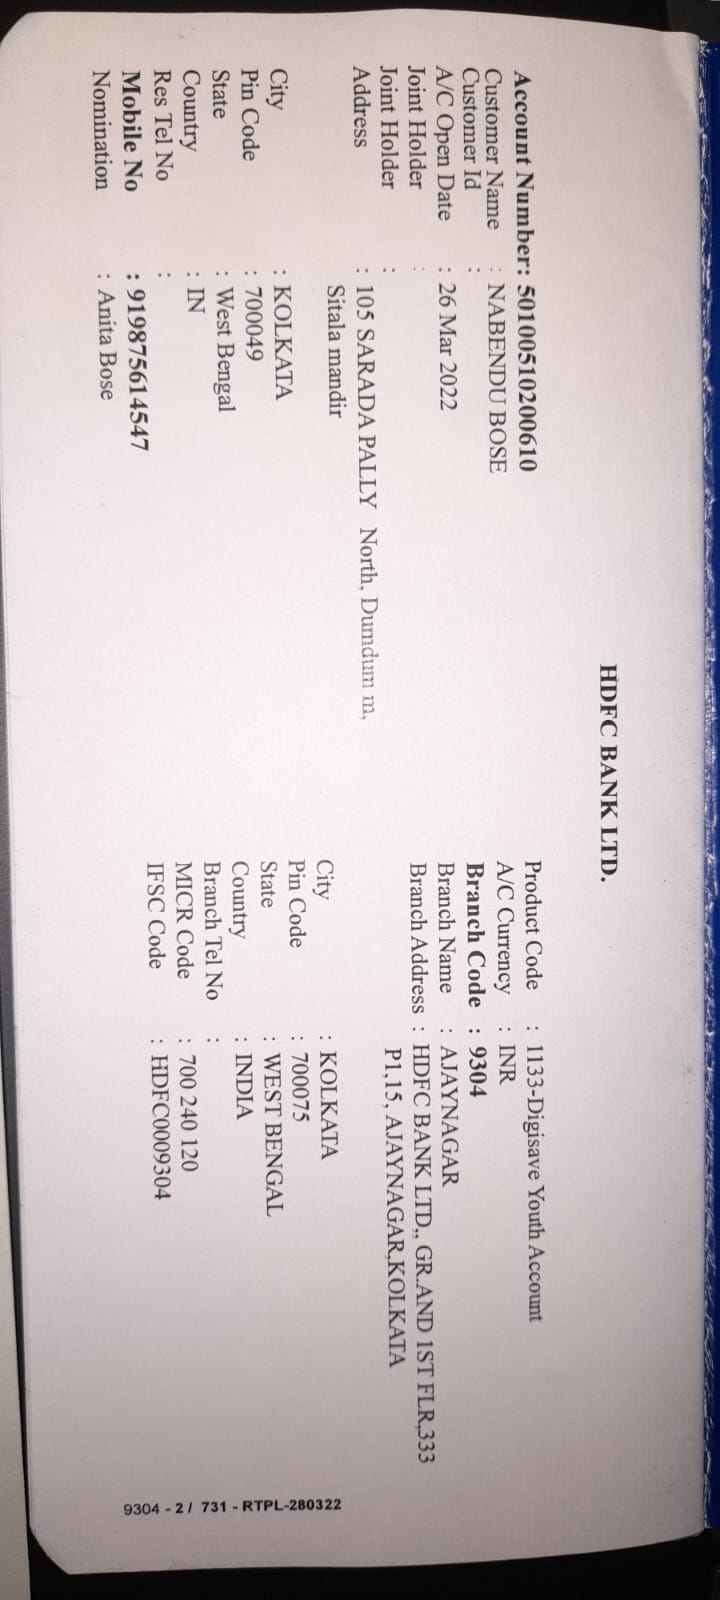 HDFC BANK LTD.
Account Number: 50100510200610
Customer Name : NABENDU BOSE
Customer Id :
A/C Open Date : 26 Mar 2022
Joint Holder :
Joint Holder :
Address : 105 SARADA PALLY North, Dumdum m,
Sitala mandir
City : KOLKATA
Pin Code : 700049
State : West Bengal
Country : IN
Res Tel No :
Mobile No : 919875614547
Nomination : Anita Bose
Product Code : 1133-Digisave Youth Account
A/C Currency : INR
Branch Code : 9304
Branch Name : AJAYNAGAR
Branch Address : HDFC BANK LTD,, GR.AND 1ST FLR,333
P1,15, AJAYNAGAR,KOLKATA
City : KOLKATA
Pin Code : 700075
State : WEST BENGAL
Country : INDIA
Branch Tel No :
MICR Code : 700 240 120
IFSC Code : HDFC0009304
9304 - 2 / 731 - RTPL-280322